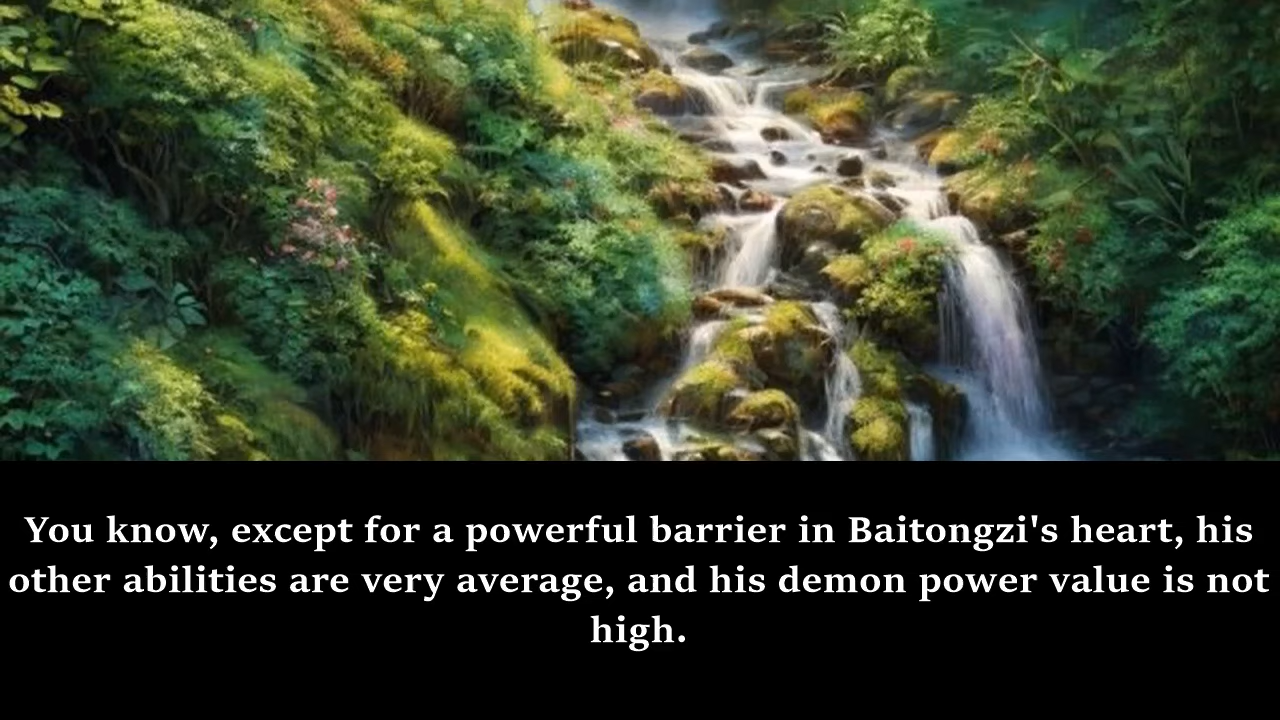 You know, except for a powerful barrier in Baitongzi's heart, his
other abilities are very average, and his demon power value is not
high.